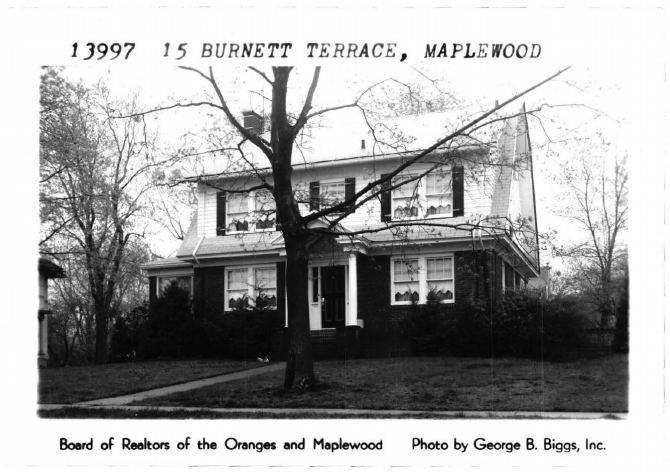 13997 15 BURNETT TERRACE, MAPLEWOOD
Board of Realtors of the Oranges and Maplewood Photo by George B. Biggs, Inc.